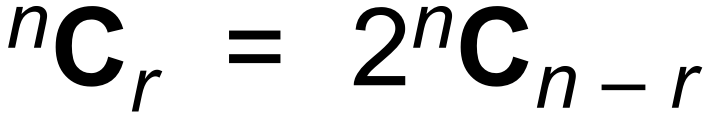 ⁿCᵣ = 2ⁿCₙ₋ᵣ